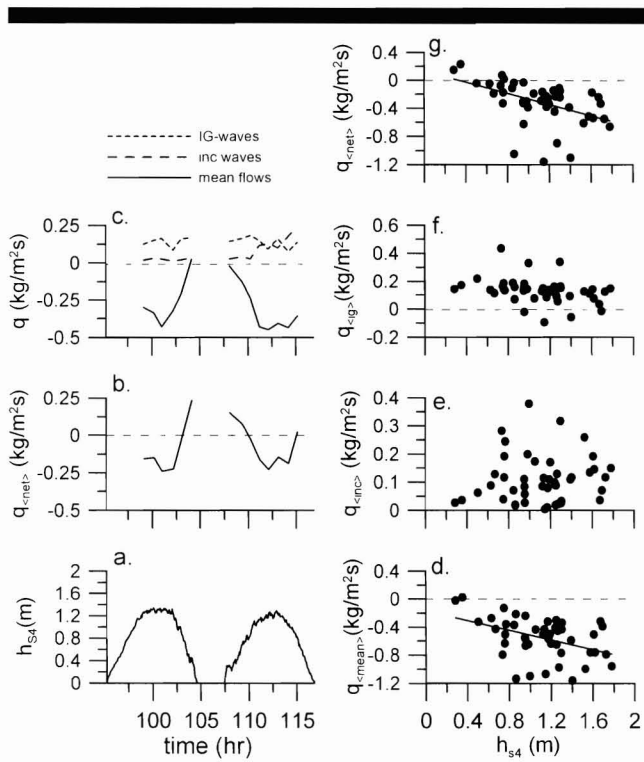 g.
0.4
0
-0.4
-0.8
-1.2
q<net> (kg/m²s)
IG-waves
inc waves
mean flows
c.
0.25
0
-0.25
-0.5
q (kg/m²s)
f.
0.6
0.4
0.2
0
0.2
q<ig> (kg/m²s)
b.
0.25
0
-0.25
-0.5
q<net> (kg/m²s)
e.
0.4
0.3
0.2
0.1
0
q<inc> (kg/m²s)
a.
1.8
1.2
0.6
0
hS4 (m)
100 105 110 115
time (hr)
d.
0.4
0
-0.4
-0.8
-1.2
q<mean> (kg/m²s)
0 0.4 0.8 1.2 1.6 2
hs4 (m)